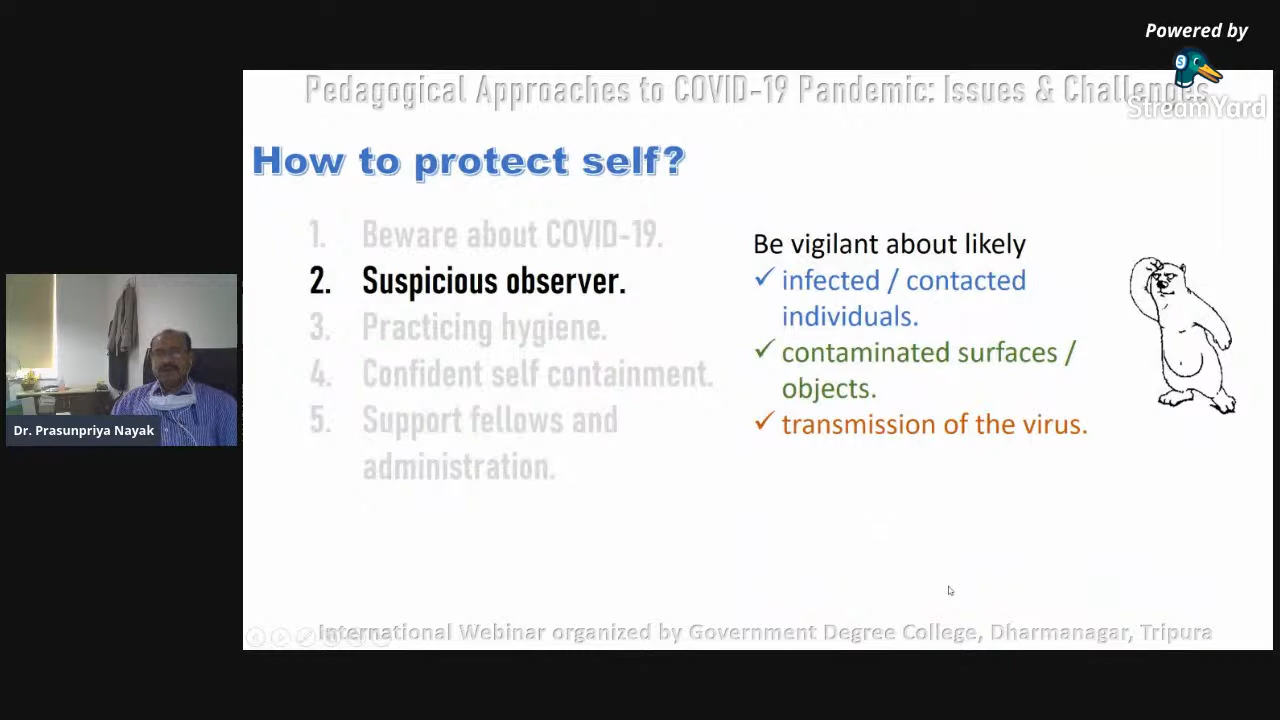 Powered by
StreamYard
Pedagogical Approaches to COVID-19 Pandemic: Issues & Challenges
How to protect self?
1. Beware about COVID-19.
2. Suspicious observer.
3. Practicing hygiene.
4. Confident self containment.
5. Support fellows and
administration.
Be vigilant about likely
✓ infected / contacted
individuals.
✓ contaminated surfaces /
objects.
✓ transmission of the virus.
Dr. Prasunpriya Nayak
International Webinar organized by Government Degree College, Dharmanagar, Tripura